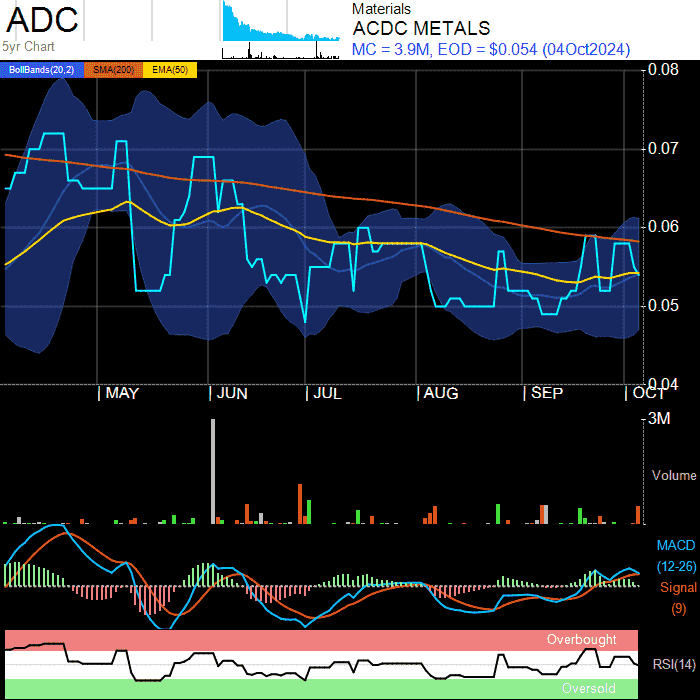 ADC
5yr Chart
Materials
ACDC METALS
MC = 3.9M, EOD = $0.054 (04Oct2024)
BollBands(20,2) SMA(200) EMA(50)
0.08
0.07
0.06
0.05
0.04
MAY JUN JUL AUG SEP OCT
3M
Volume
MACD
(12-26)
Signal
(9)
Overbought
RSI(14)
Oversold